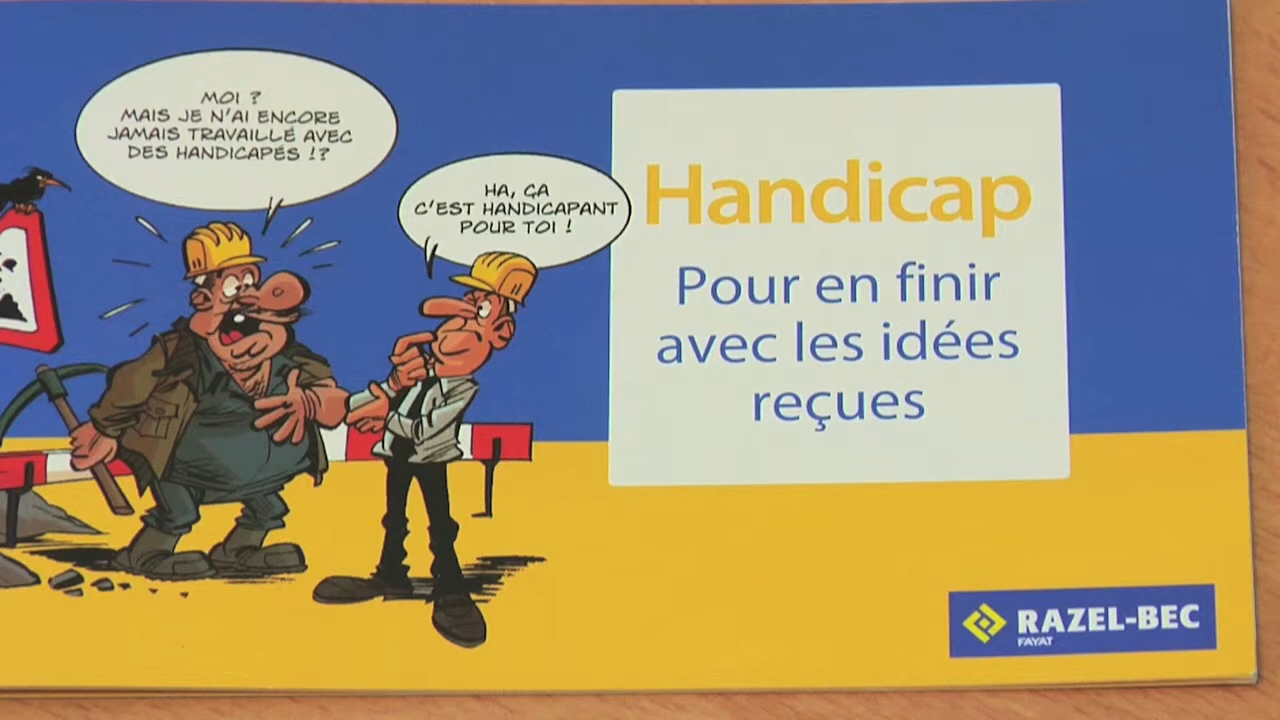 MOI ?
MAIS JE N'AI ENCORE
JAMAIS TRAVAILLÉ AVEC
DES HANDICAPÉS !?
HA, ÇA
C'EST HANDICAPANT
POUR TOI !
Handicap
Pour en finir
avec les idées
reçues
RAZEL-BEC
FAYAT